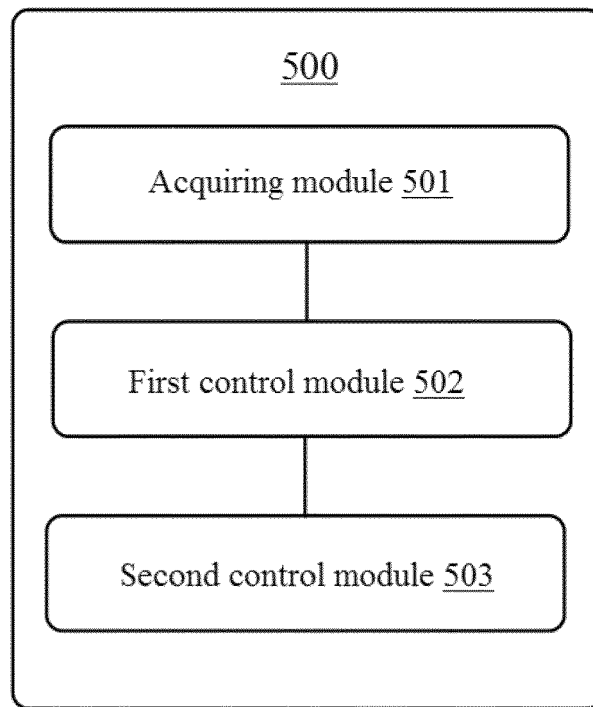 500
Acquiring module 501
First control module 502
Second control module 503